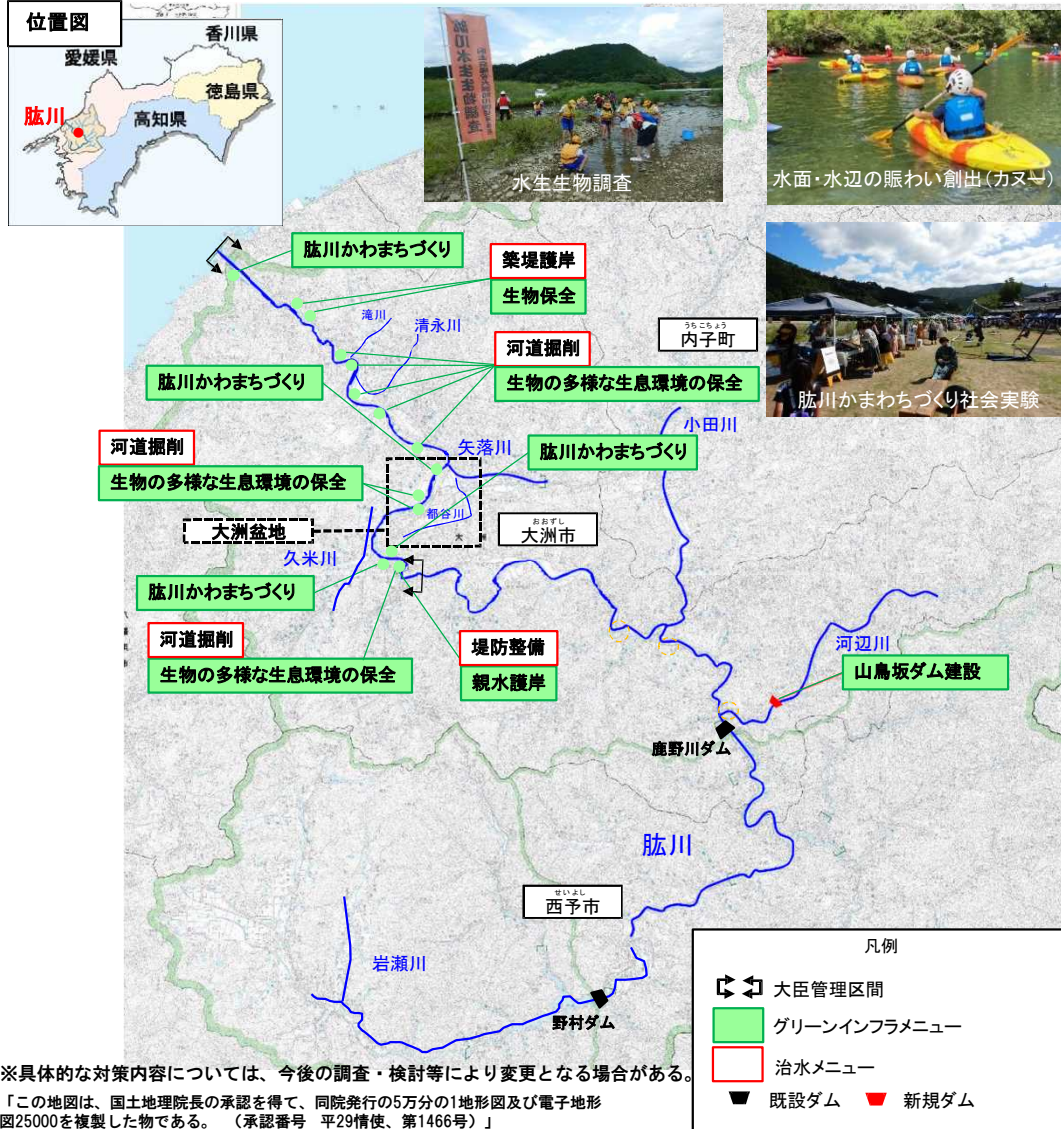 位置図
香川県
愛媛県
徳島県
肱川
高知県
水生生物調査
水面・水辺の賑わい創出(カヌー)
肱川かまわちづくり社会実験
肱川かわまちづくり
築堤護岸
生物保全
滝川
清永川
うちこちょう
内子町
河道掘削
生物の多様な生息環境の保全
肱川かわまちづくり
小田川
河道掘削
生物の多様な生息環境の保全
矢落川
肱川かわまちづくり
都谷川
大洲盆地
おおずし
大洲市
久米川
肱川かわまちづくり
河道掘削
生物の多様な生息環境の保全
堤防整備
親水護岸
河辺川
山鳥坂ダム建設
鹿野川ダム
肱川
せいよし
西予市
岩瀬川
野村ダム
凡例
大臣管理区間
グリーンインフラメニュー
治水メニュー
既設ダム 新規ダム
※具体的な対策内容については、今後の調査・検討等により変更となる場合がある。
「この地図は、国土地理院長の承認を得て、同院発行の5万分の1地形図及び電子地形
図25000を複製した物である。 (承認番号 平29情使、第1466号)」